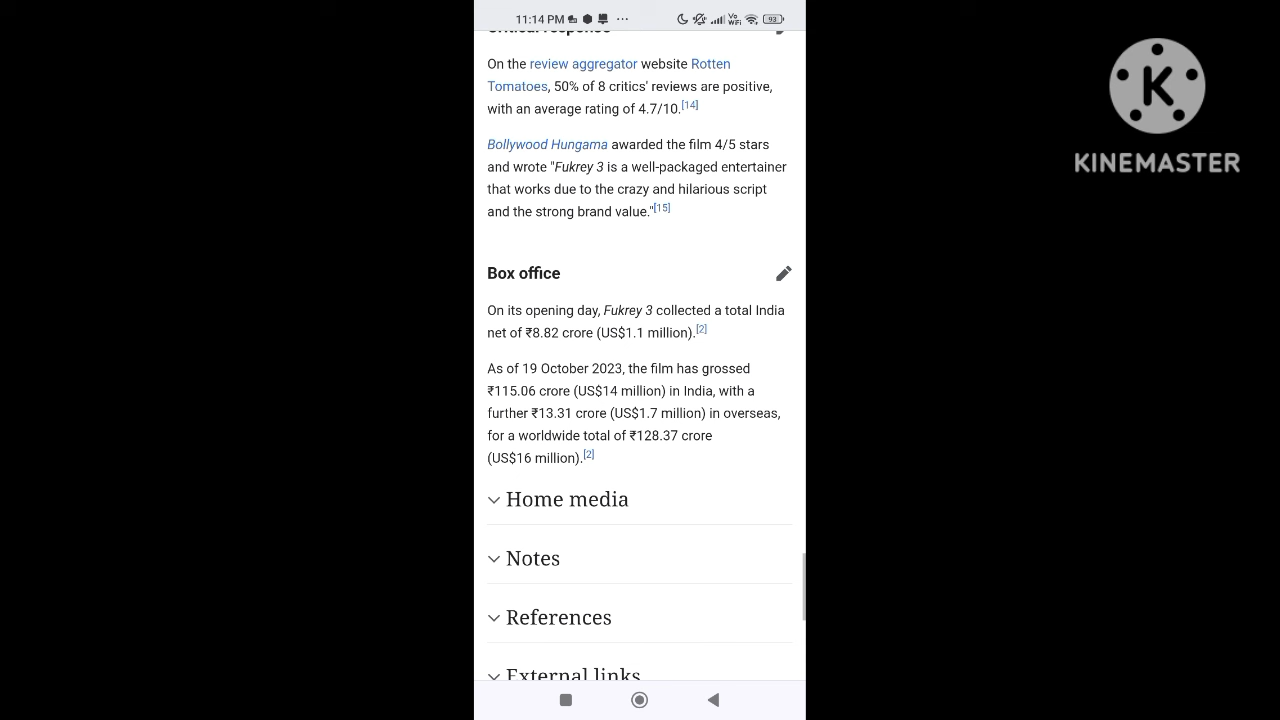 11:14 PM ...
Vo
WiFi
93
Critical response
On the review aggregator website Rotten
Tomatoes, 50% of 8 critics' reviews are positive,
with an average rating of 4.7/10.[14]
Bollywood Hungama awarded the film 4/5 stars
and wrote "Fukrey 3 is a well-packaged entertainer
that works due to the crazy and hilarious script
and the strong brand value."[15]
Box office
On its opening day, Fukrey 3 collected a total India
net of ₹8.82 crore (US$1.1 million).[2]
As of 19 October 2023, the film has grossed
₹115.06 crore (US$14 million) in India, with a
further ₹13.31 crore (US$1.7 million) in overseas,
for a worldwide total of ₹128.37 crore
(US$16 million).[2]
Home media
Notes
References
External links
K
KINEMASTER